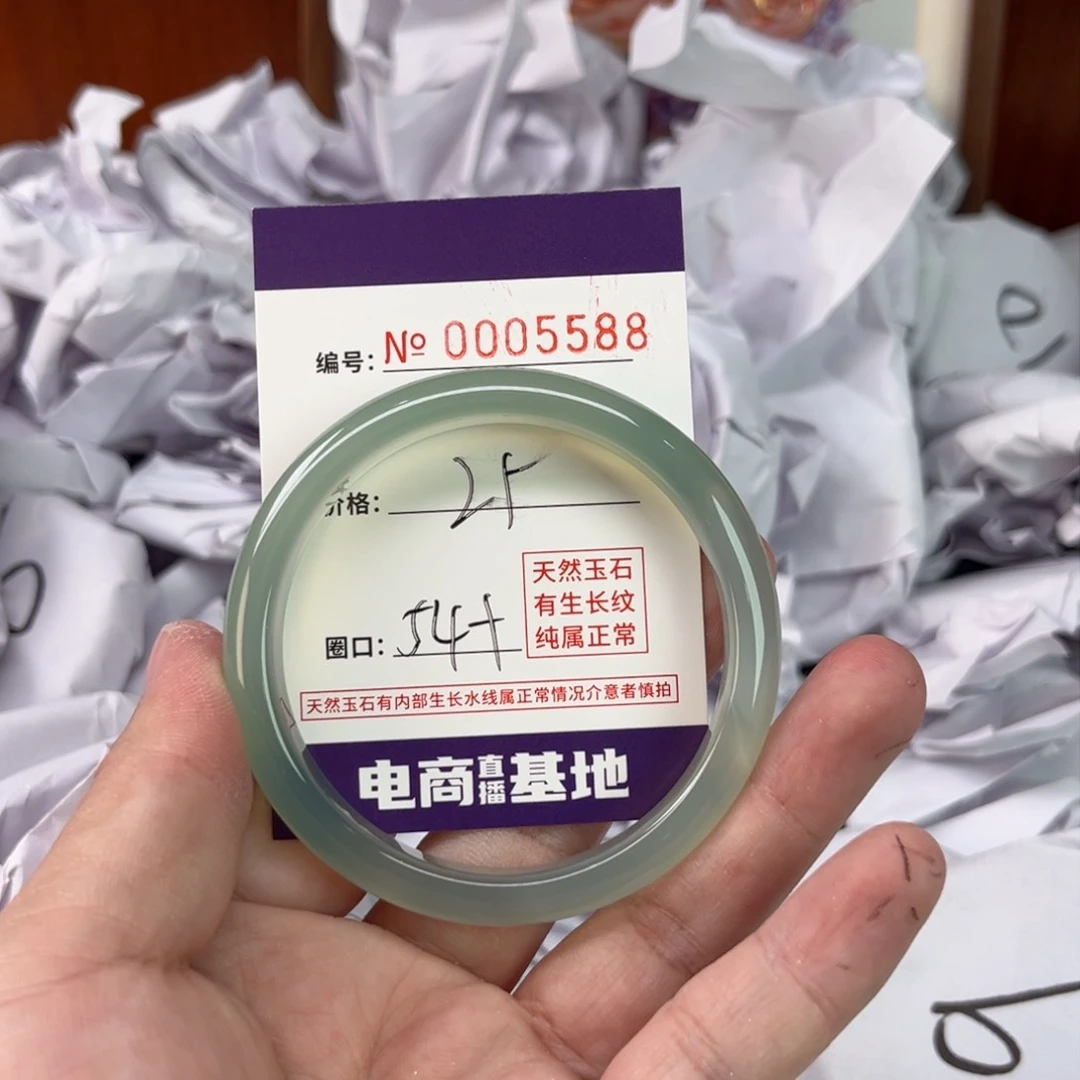 编号: № 0005588
价格: 25
圈口: 54+
天然玉石
有生长纹
纯属正常
天然玉石有内部生长水线属正常情况介意者慎拍
电商直播基地